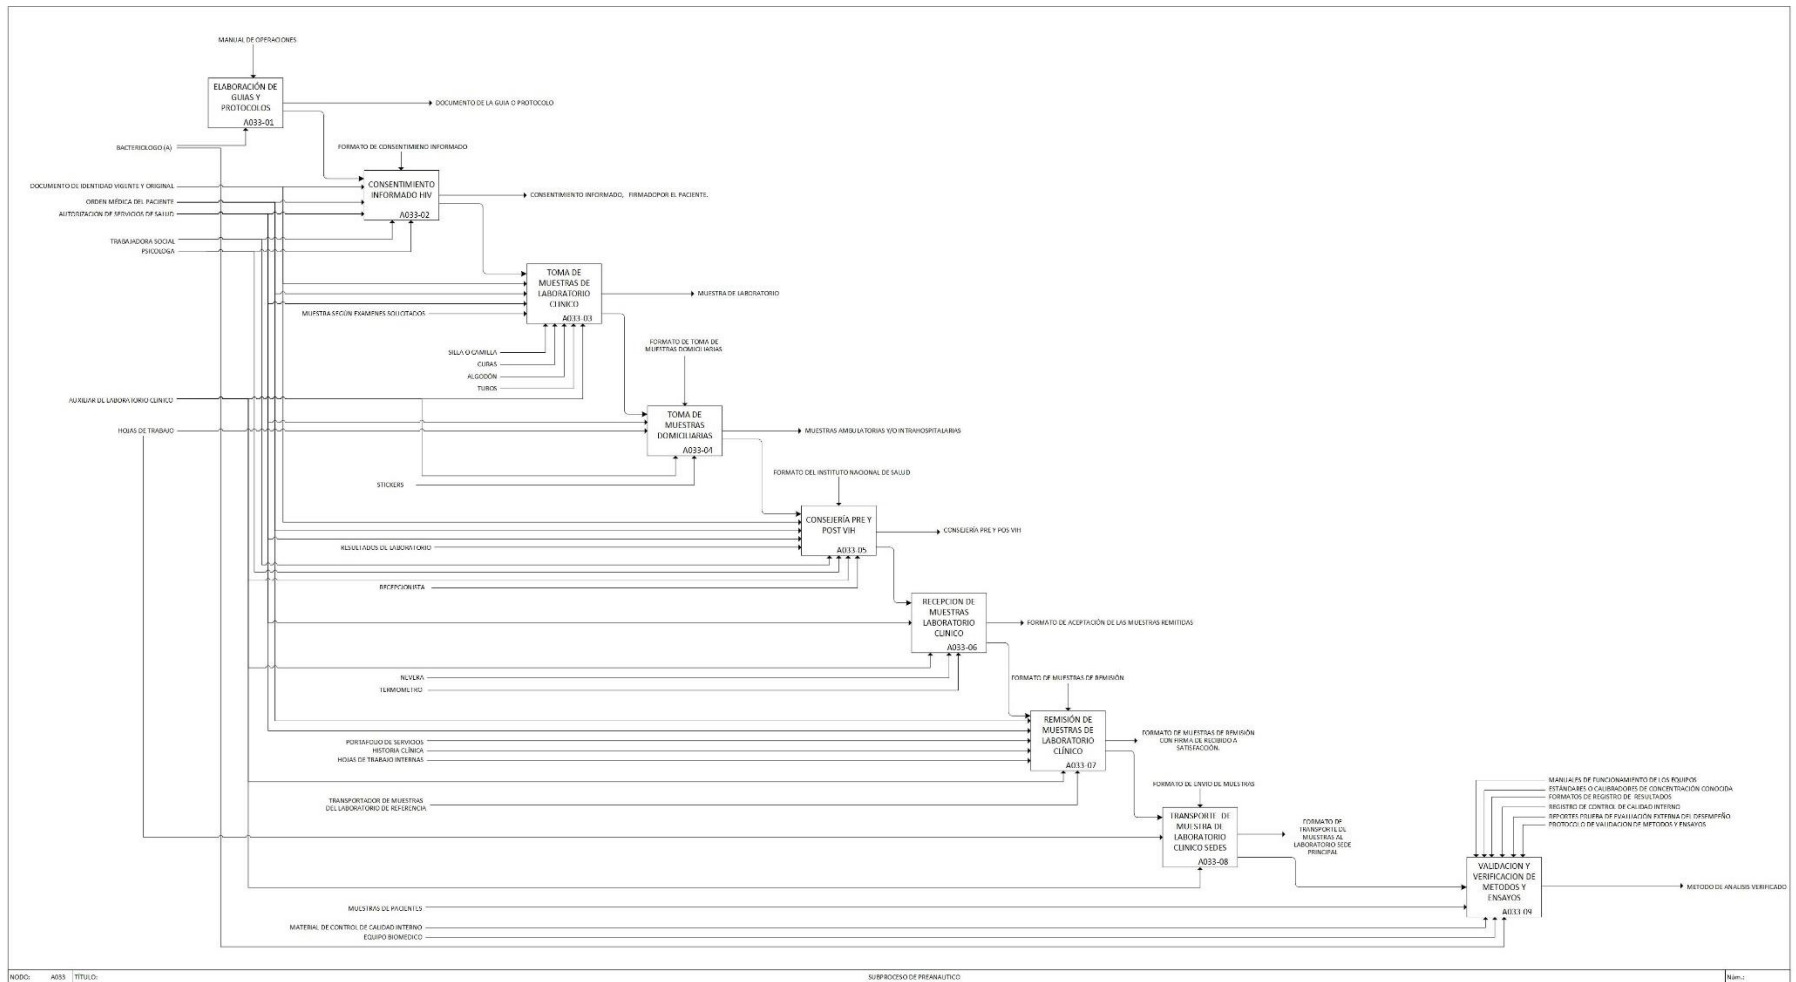 MANUAL DE OPERACIONES
ELABORACIÓN DE
GUIAS Y
PROTOCOLOS
A033-01
DOCUMENTO DE LA GUIA O PROTOCOLO
BACTERIOLOGO (A)
FORMATO DE CONSENTIMIENO INFORMADO
DOCUMENTO DE IDENTIDAD VIGENTE Y ORIGINAL
ORDEN MÉDICA DEL PACIENTE
AUTORIZACION DE SERVICIOS DE SALUD
CONSENTIMIENTO
INFORMADO HIV
A033-02
CONSENTIMIENTO INFORMADO, FIRMADOPOR EL PACIENTE.
TRABAJADORA SOCIAL
PSICOLOGA
TOMA DE
MUESTRAS DE
LABORATORIO
CLINICO
A033-03
MUESTRA DE LABORATORIO
MUESTRA SEGÚN EXAMENES SOLICITADOS
SILLA O CAMILLA
CURAS
ALGODÓN
TUBOS
FORMATO DE TOMA DE
MUESTRAS DOMICILIARIAS
AUXILIAR DE LABORATORIO CLINICO
HOJAS DE TRABAJO
TOMA DE
MUESTRAS
DOMICILIARIAS
A033-04
MUESTRAS AMBULATORIAS Y/O INTRAHOSPITALARIAS
STICKERS
FORMATO DEL INSTITUTO NACIONAL DE SALUD
CONSEJERÍA PRE Y
POST VIH
A033-05
CONSEJERÍA PRE Y POS VIH
RESULTADOS DE LABORATORIO
RECEPCIONISTA
RECEPCION DE
MUESTRAS
LABORATORIO
CLINICO
A033-06
FORMATO DE ACEPTACIÓN DE LAS MUESTRAS REMITIDAS
NEVERA
TERMOMETRO
FORMATO DE MUESTRAS DE REMISIÓN
REMISIÓN DE
MUESTRAS DE
LABORATORIO
CLÍNICO
A033-07
FORMATO DE MUESTRAS DE REMISIÓN
CON FIRMA DE RECIBIDO A
SATISFACCIÓN.
PORTAFOLIO DE SERVICIOS
HISTORIA CLÍNICA
HOJAS DE TRABAJO INTERNAS
TRANSPORTADOR DE MUESTRAS
DEL LABORATORIO DE REFERENCIA
FORMATO DE ENVIO DE MUESTRAS
TRANSPORTE DE
MUESTRA DE
LABORATORIO
CLINICO SEDES
A033-08
FORMATO DE
TRANSPORTE DE
MUESTRAS AL
LABORATORIO SEDE
PRINCIPAL
MANUALES DE FUNCIONAMIENTO DE LOS EQUIPOS
ESTÁNDARES O CALIBRADORES DE CONCENTRACIÓN CONOCIDA
FORMATOS DE REGISTRO DE RESULTADOS
REGISTRO DE CONTROL DE CALIDAD INTERNO
REPORTES PRUEBA DE EVALUACIÓN EXTERNA DEL DESEMPEÑO
PROTOCOLO DE VALIDACION DE METODOS Y ENSAYOS
VALIDACION Y
VERIFICACION DE
METODOS Y
ENSAYOS
A033-09
METODO DE ANALISIS VERIFICADO
MUESTRAS DE PACIENTES
MATERIAL DE CONTROL DE CALIDAD INTERNO
EQUIPO BIOMEDICO
NODO: A033 TÍTULO: SUBPROCESO DE PREANALITICO Núm.: